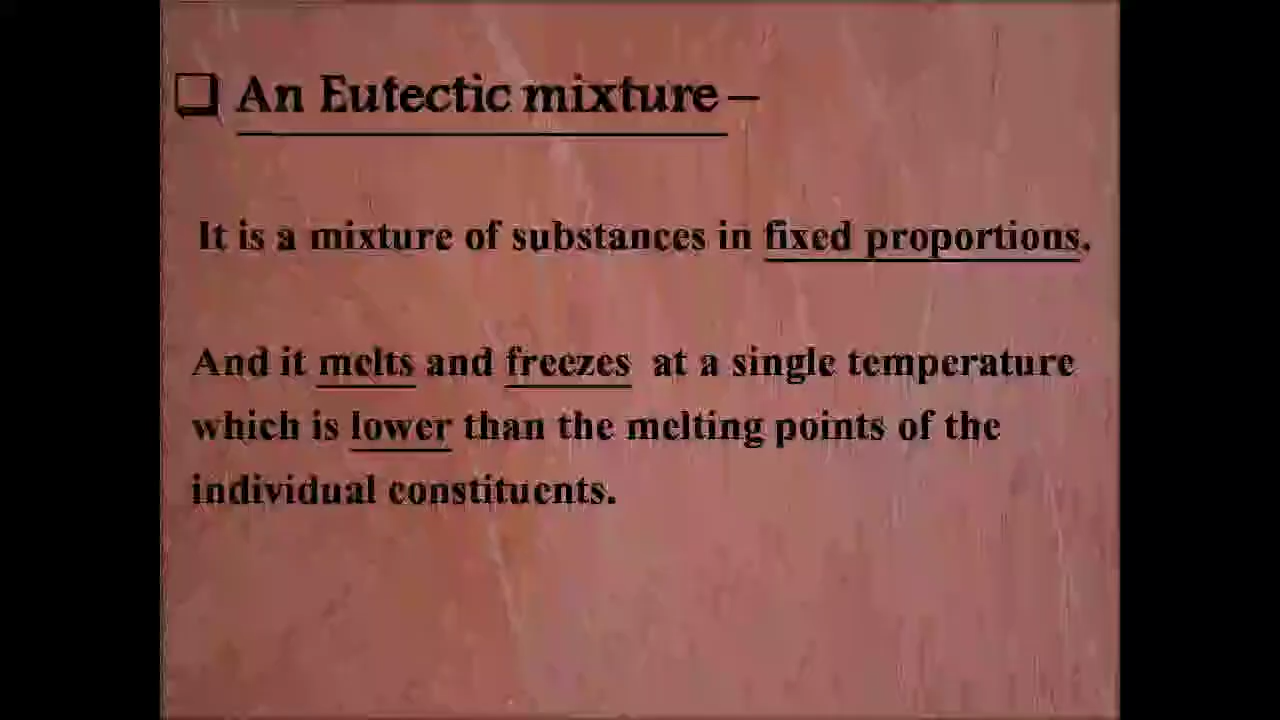 ❑ An Eutectic mixture –
It is a mixture of substances in fixed proportions.
And it melts and freezes at a single temperature
which is lower than the melting points of the
individual constituents.